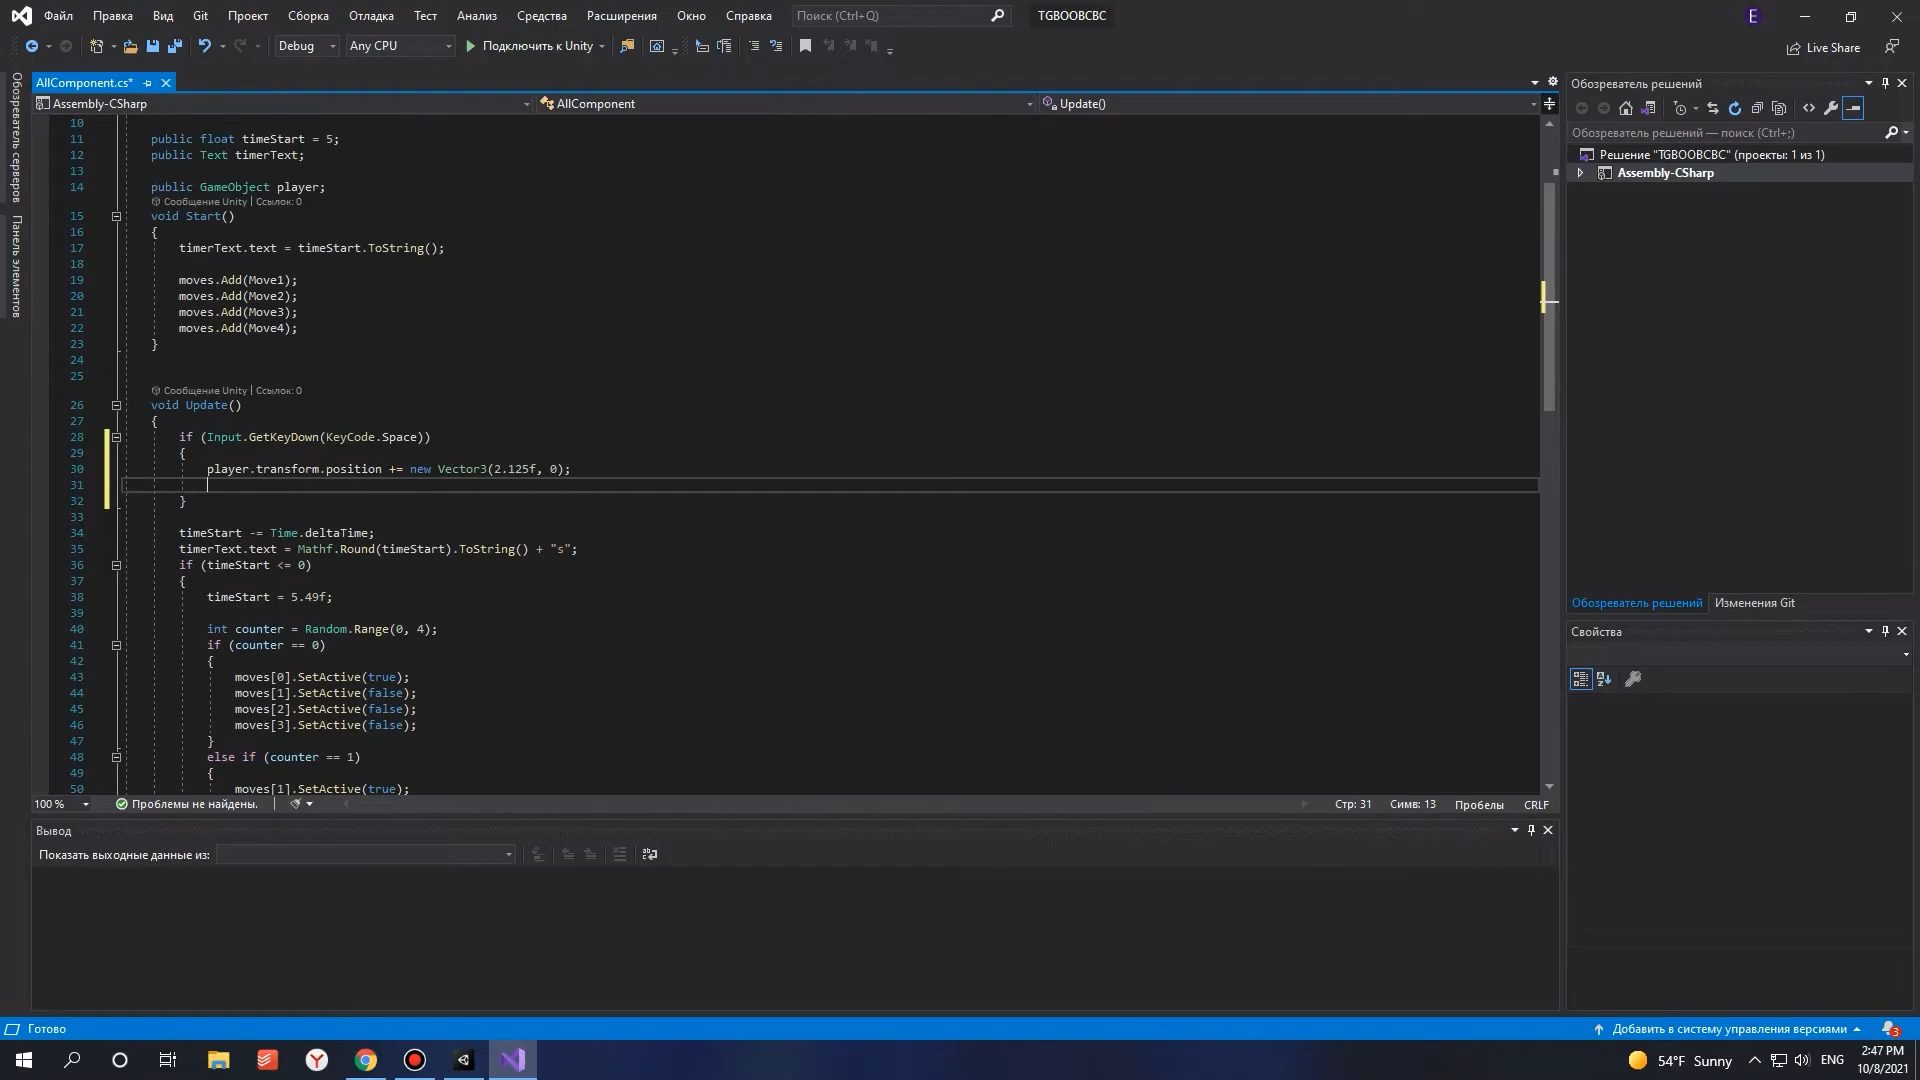 Файл Правка Вид Git Проект Сборка Отладка Тест Анализ Средства Расширения Окно Справка Поиск (Ctrl+Q) TGBOOBCBC E
Debug Any CPU Подключить к Unity Live Share
Обозреватель серверов
Панель элементов
AllComponent.cs*
Assembly-CSharp AllComponent Update()
10
11 public float timeStart = 5;
12 public Text timerText;
13
14 public GameObject player;
Сообщение Unity | Ссылок: 0
15 void Start()
16 {
17 timerText.text = timeStart.ToString();
18
19 moves.Add(Move1);
20 moves.Add(Move2);
21 moves.Add(Move3);
22 moves.Add(Move4);
23 }
24
25
Сообщение Unity | Ссылок: 0
26 void Update()
27 {
28 if (Input.GetKeyDown(KeyCode.Space))
29 {
30 player.transform.position += new Vector3(2.125f, 0);
31
32 }
33
34 timeStart -= Time.deltaTime;
35 timerText.text = Mathf.Round(timeStart).ToString() + "s";
36 if (timeStart <= 0)
37 {
38 timeStart = 5.49f;
39
40 int counter = Random.Range(0, 4);
41 if (counter == 0)
42 {
43 moves[0].SetActive(true);
44 moves[1].SetActive(false);
45 moves[2].SetActive(false);
46 moves[3].SetActive(false);
47 }
48 else if (counter == 1)
49 {
50 moves[1].SetActive(true);
100 % Проблемы не найдены. Стр: 31 Симв: 13 Пробелы CRLF
Вывод
Показать выходные данные из:
Обозреватель решений
Обозреватель решений — поиск (Ctrl+;)
Решение "TGBOOBCBC" (проекты: 1 из 1)
Assembly-CSharp
Обозреватель решений Изменения Git
Свойства
Готово Добавить в систему управления версиями 3
54°F Sunny ENG 2:47 PM
10/8/2021